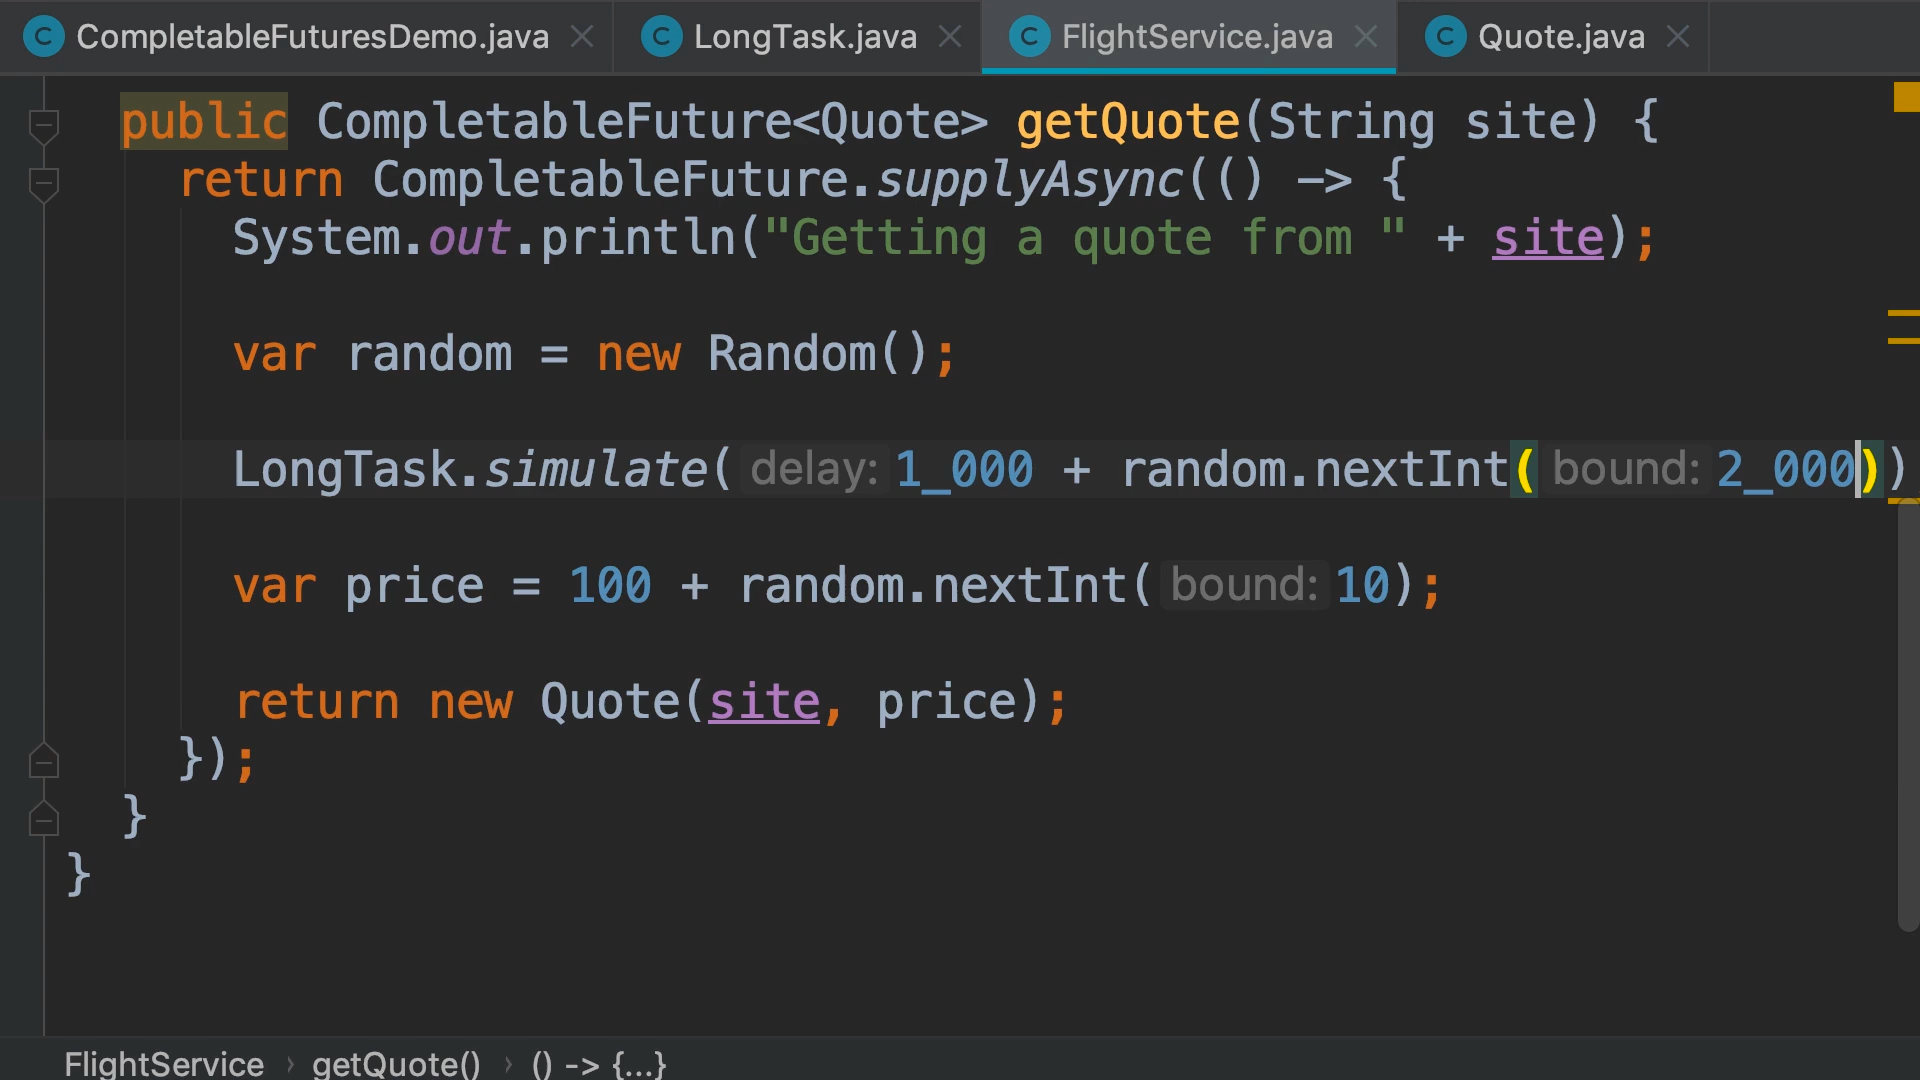 CompletableFuturesDemo.java LongTask.java FlightService.java Quote.java
public CompletableFuture<Quote> getQuote(String site) {
return CompletableFuture.supplyAsync(() -> {
System.out.println("Getting a quote from " + site);
var random = new Random();
LongTask.simulate( delay: 1_000 + random.nextInt( bound: 2_000))
var price = 100 + random.nextInt( bound: 10);
return new Quote(site, price);
});
}
}
FlightService › getQuote() › () -> {...}